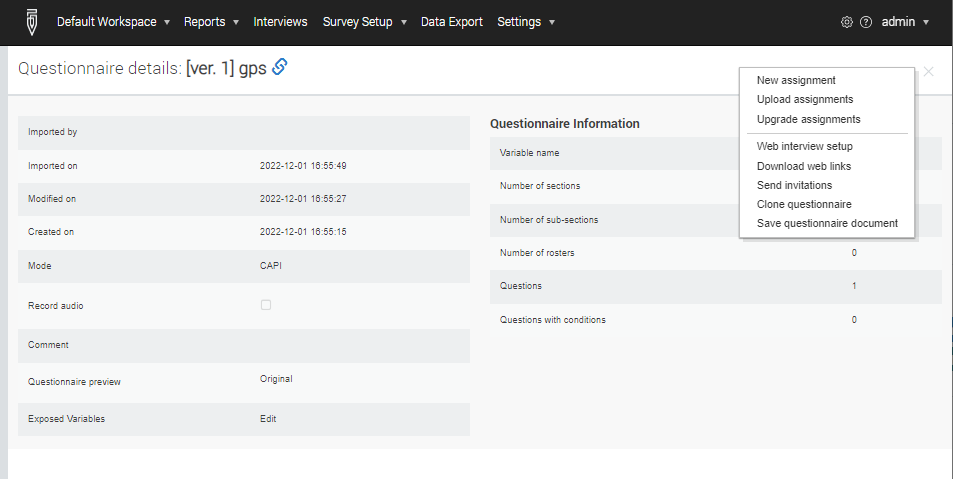 Default Workspace Reports Interviews Survey Setup Data Export Settings admin
Questionnaire details: [ver. 1] gps
New assignment
Upload assignments
Upgrade assignments
Web interview setup
Download web links
Send invitations
Clone questionnaire
Save questionnaire document
Imported by
Imported on 2022-12-01 16:55:49
Modified on 2022-12-01 16:55:27
Created on 2022-12-01 16:55:15
Mode CAPI
Record audio
Comment
Questionnaire preview Original
Exposed Variables Edit
Questionnaire Information
Variable name
Number of sections
Number of sub-sections
Number of rosters 0
Questions 1
Questions with conditions 0